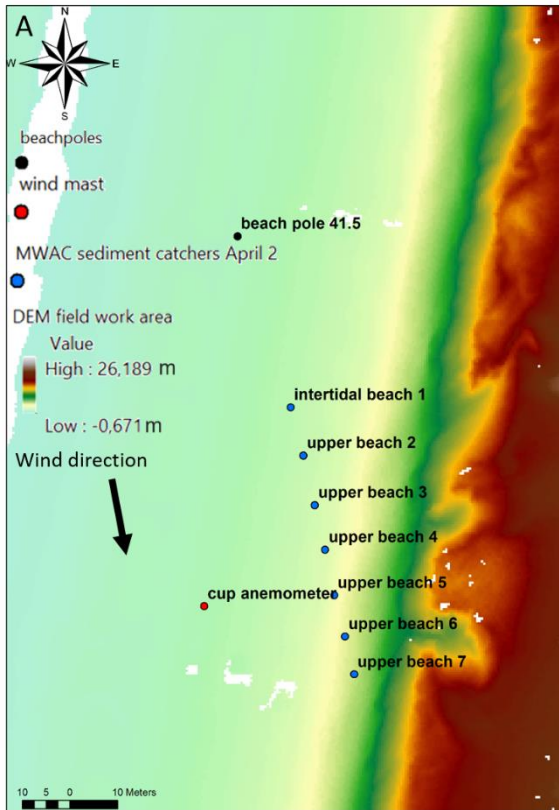 A
N
W
E
S
beachpoles
wind mast
beach pole 41.5
MWAC sediment catchers April 2
DEM field work area
Value
High : 26,189 m
Low : -0,671 m
intertidal beach 1
upper beach 2
Wind direction
upper beach 3
upper beach 4
upper beach 5
cup anemometer
upper beach 6
upper beach 7
10 5 0 10 Meters